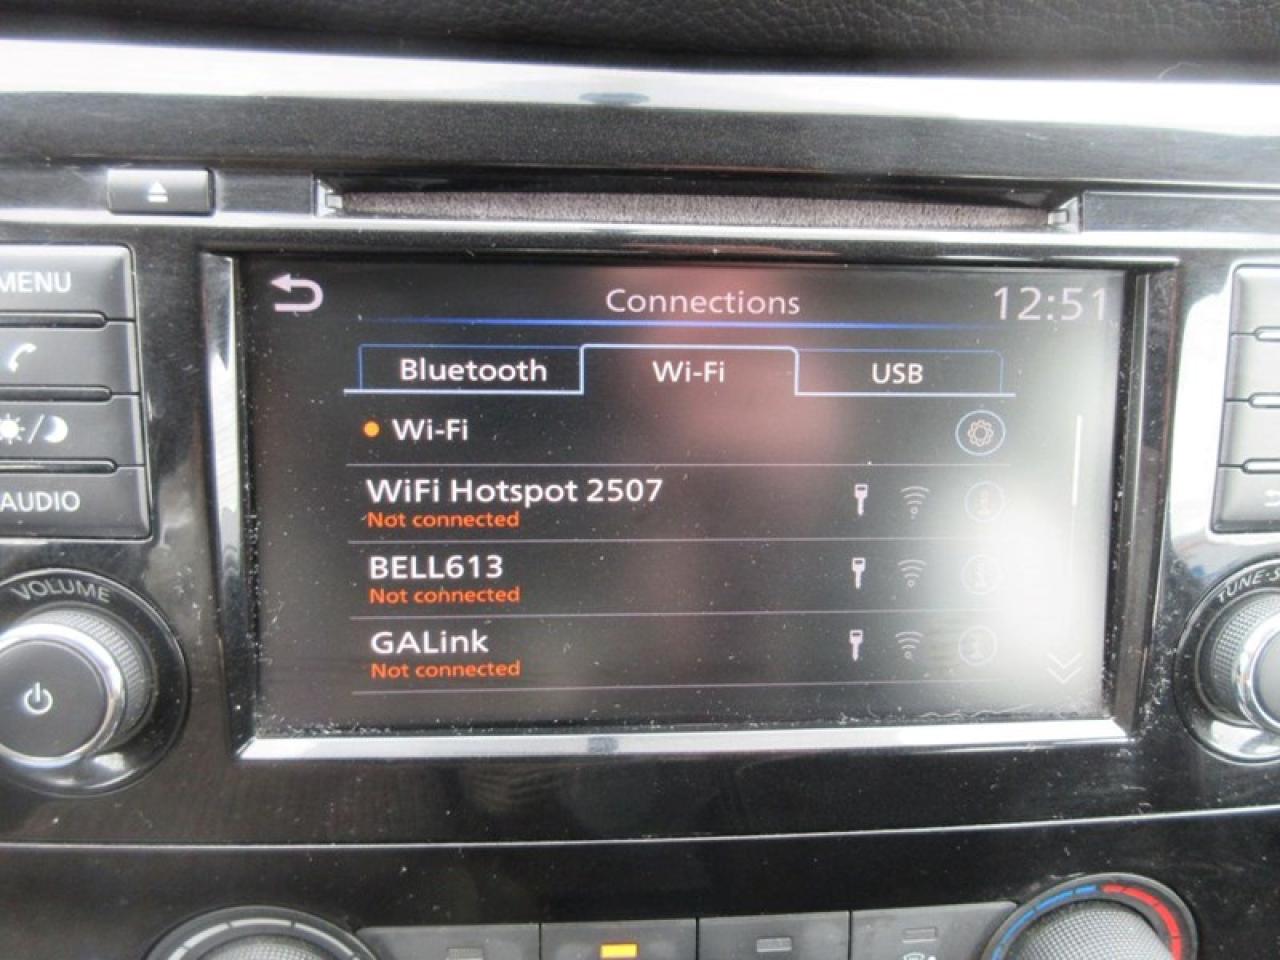 MENU
AUDIO
VOLUME
Connections
12:51
Bluetooth
Wi-Fi
USB
Wi-Fi
WiFi Hotspot 2507
Not connected
BELL613
Not connected
GALink
Not connected